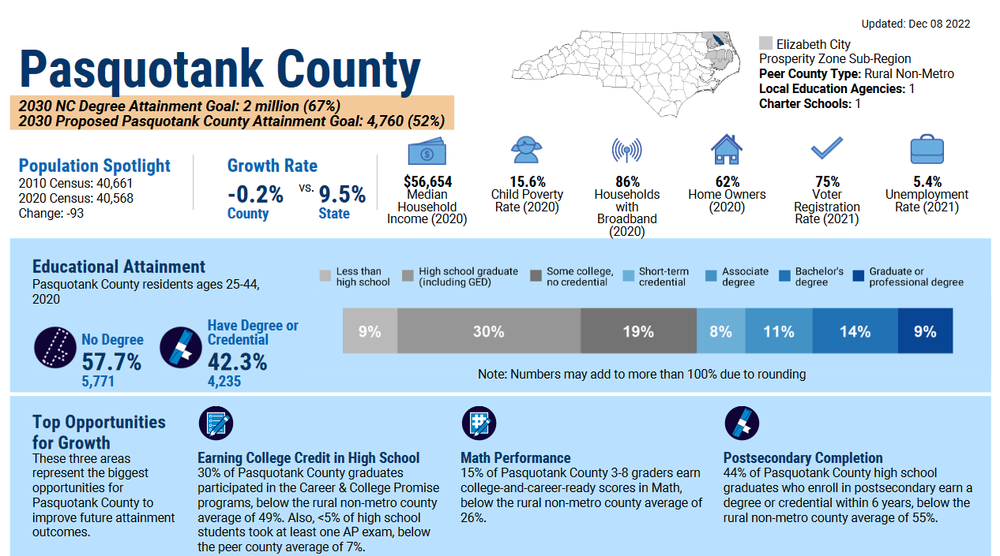 Updated: Dec 08 2022
Pasquotank County
2030 NC Degree Attainment Goal: 2 million (67%)
2030 Proposed Pasquotank County Attainment Goal: 4,760 (52%)
Elizabeth City
Prosperity Zone Sub-Region
Peer County Type: Rural Non-Metro
Local Education Agencies: 1
Charter Schools: 1
Population Spotlight
2010 Census: 40,661
2020 Census: 40,568
Change: -93
Growth Rate
-0.2%
County
vs.
9.5%
State
$56,654
Median
Household
Income (2020)
15.6%
Child Poverty
Rate (2020)
86%
Households
with
Broadband
(2020)
62%
Home Owners
(2020)
75%
Voter
Registration
Rate (2021)
5.4%
Unemployment
Rate (2021)
Educational Attainment
Pasquotank County residents ages 25-44,
2020
No Degree
57.7%
5,771
Have Degree or
Credential
42.3%
4,235
Less than
high school
High school graduate
(including GED)
Some college,
no credential
Short-term
credential
Associate
degree
Bachelor's
degree
Graduate or
professional degree
9%
30%
19%
8%
11%
14%
9%
Note: Numbers may add to more than 100% due to rounding
Top Opportunities
for Growth
These three areas
represent the biggest
opportunities for
Pasquotank County to
improve future attainment
outcomes.
Earning College Credit in High School
30% of Pasquotank County graduates
participated in the Career & College Promise
programs, below the rural non-metro county
average of 49%. Also, <5% of high school
students took at least one AP exam, below
the peer county average of 7%.
Math Performance
15% of Pasquotank County 3-8 graders earn
college-and-career-ready scores in Math,
below the rural non-metro county average of
26%.
Postsecondary Completion
44% of Pasquotank County high school
graduates who enroll in postsecondary earn a
degree or credential within 6 years, below the
rural non-metro county average of 55%.